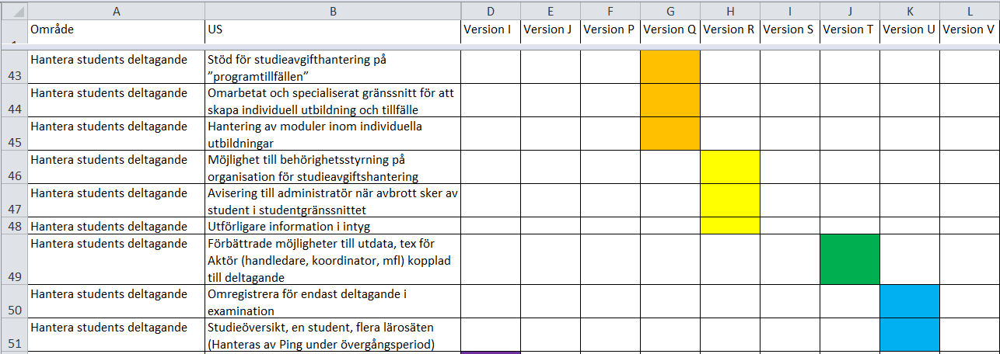 A B D E F G H I J K L
Område US Version I Version J Version P Version Q Version R Version S Version T Version U Version V
43 Hantera students deltagande Stöd för studieavgifthantering på
”programtillfällen”
44 Hantera students deltagande Omarbetat och specialiserat gränssnitt för att
skapa individuell utbildning och tillfälle
45 Hantera students deltagande Hantering av moduler inom individuella
utbildningar
46 Hantera students deltagande Möjlighet till behörighetsstyrning på
organisation för studieavgiftshantering
47 Hantera students deltagande Avisering till administratör när avbrott sker av
student i studentgränssnittet
48 Hantera students deltagande Utförligare information i intyg
49 Hantera students deltagande Förbättrade möjligheter till utdata, tex för
Aktör (handledare, koordinator, mfl) kopplad
till deltagande
50 Hantera students deltagande Omregistrera för endast deltagande i
examination
51 Hantera students deltagande Studieöversikt, en student, flera lärosäten
(Hanteras av Ping under övergångsperiod)